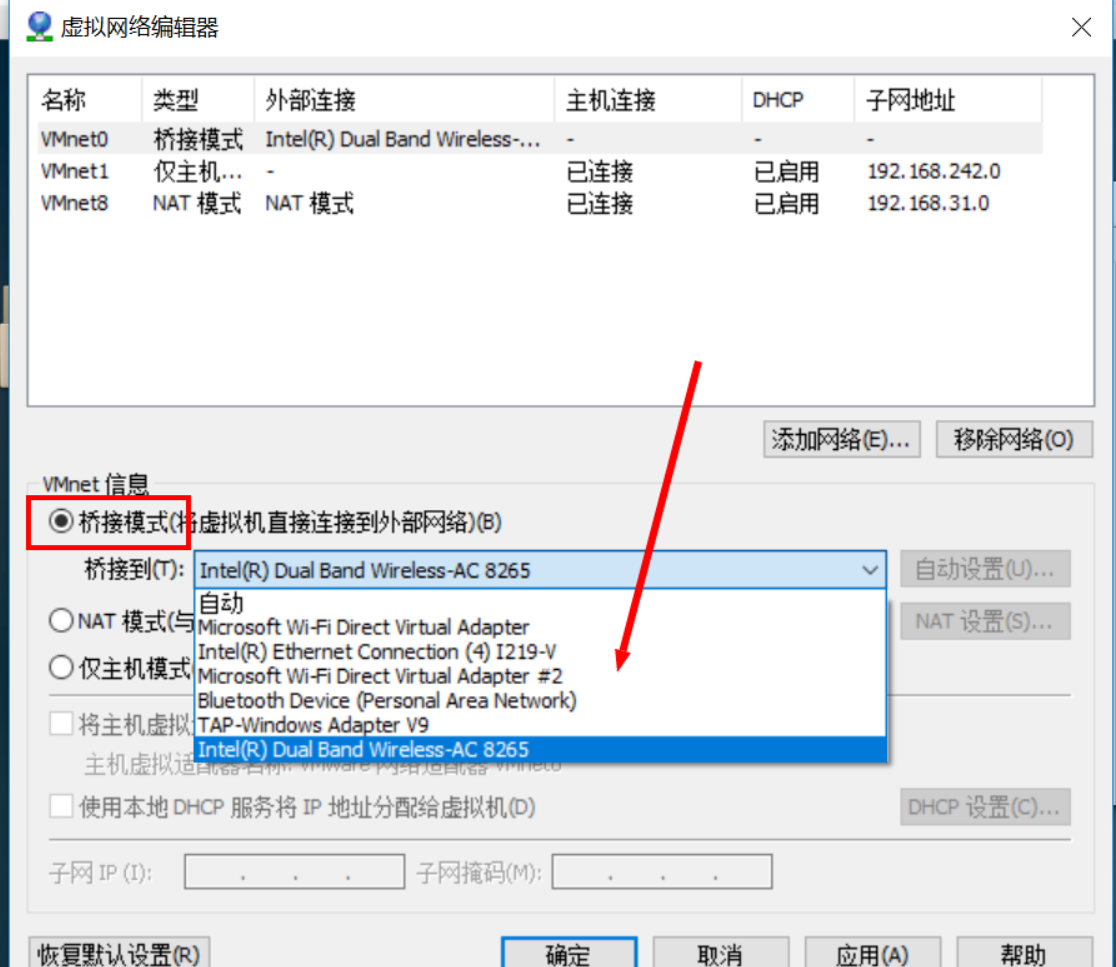 虚拟网络编辑器
名称 类型 外部连接 主机连接 DHCP 子网地址
VMnet0 桥接模式 Intel(R) Dual Band Wireless-... - - -
VMnet1 仅主机... - 已连接 已启用 192.168.242.0
VMnet8 NAT 模式 NAT 模式 已连接 已启用 192.168.31.0
添加网络(E)... 移除网络(O)
VMnet 信息
桥接模式(将虚拟机直接连接到外部网络)(B)
桥接到(T): Intel(R) Dual Band Wireless-AC 8265 自动设置(U)...
自动
NAT 模式(与 Microsoft Wi-Fi Direct Virtual Adapter NAT 设置(S)...
Intel(R) Ethernet Connection (4) I219-V
仅主机模式( Microsoft Wi-Fi Direct Virtual Adapter #2
Bluetooth Device (Personal Area Network)
将主机虚拟 TAP-Windows Adapter V9
Intel(R) Dual Band Wireless-AC 8265
主机虚拟适配器名称: VMware 网络适配器 VMnet0
使用本地 DHCP 服务将 IP 地址分配给虚拟机(D) DHCP 设置(C)...
子网 IP (I): . . . 子网掩码(M): . . .
恢复默认设置(R) 确定 取消 应用(A) 帮助